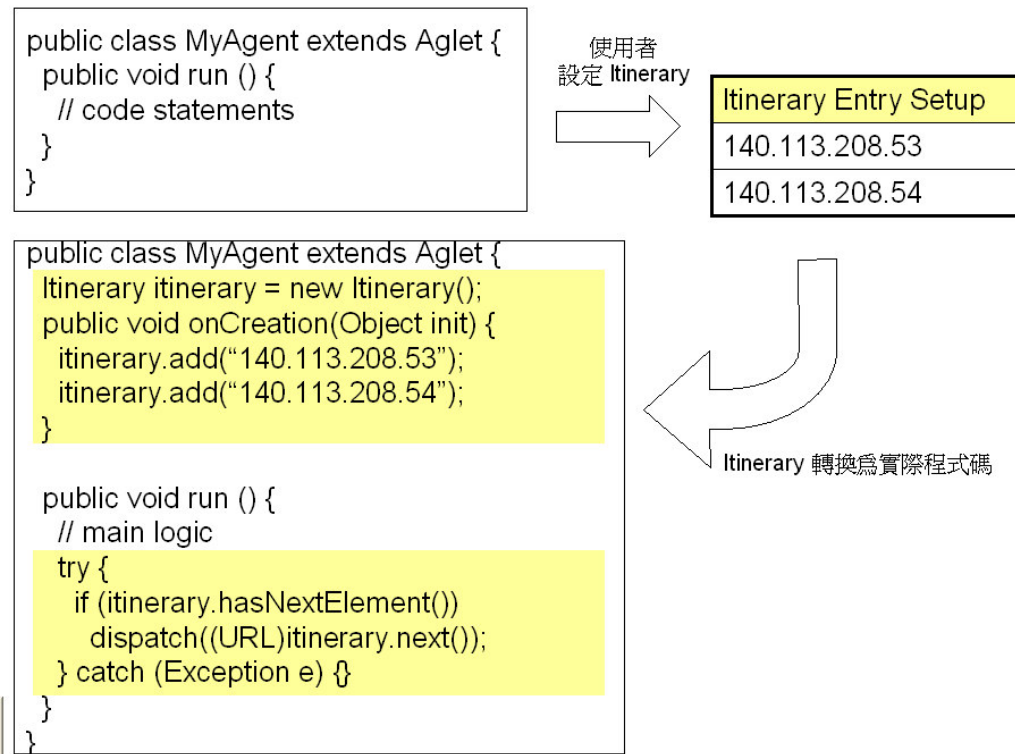 public class MyAgent extends Aglet {
public void run () {
// code statements
}
}
使用者
設定 Itinerary
Itinerary Entry Setup
140.113.208.53
140.113.208.54
public class MyAgent extends Aglet {
Itinerary itinerary = new Itinerary();
public void onCreation(Object init) {
itinerary.add(“140.113.208.53”);
itinerary.add(“140.113.208.54”);
}
public void run () {
// main logic
try {
if (itinerary.hasNextElement())
dispatch((URL)itinerary.next());
} catch (Exception e) {}
}
}
Itinerary 轉換為實際程式碼